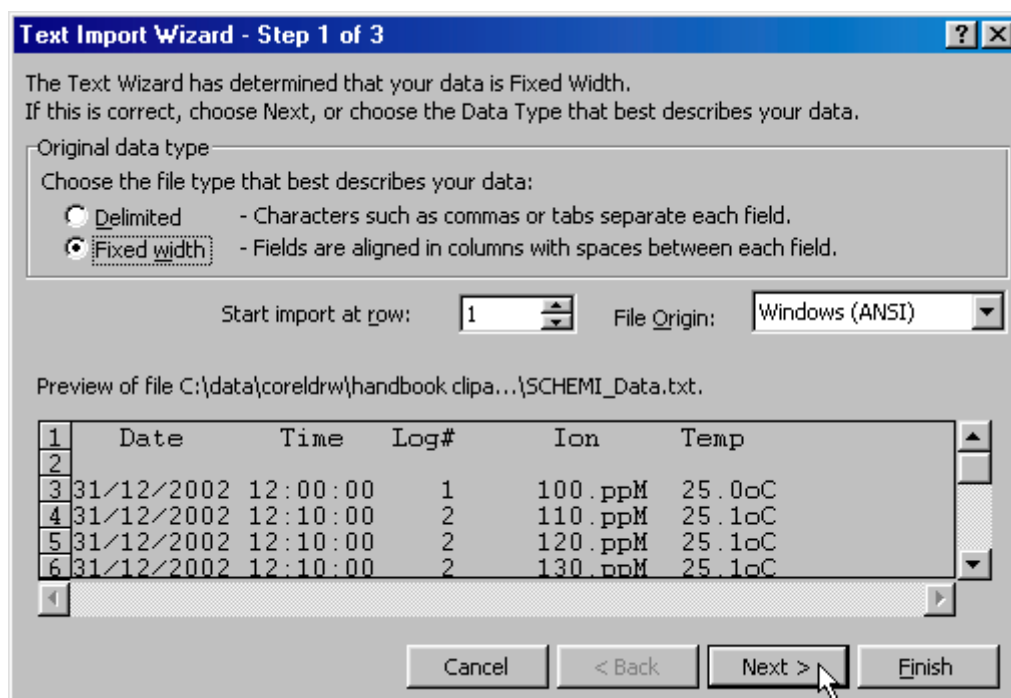 Text Import Wizard - Step 1 of 3
The Text Wizard has determined that your data is Fixed Width.
If this is correct, choose Next, or choose the Data Type that best describes your data.
Original data type
Choose the file type that best describes your data:
Delimited - Characters such as commas or tabs separate each field.
Fixed width - Fields are aligned in columns with spaces between each field.
Start import at row: 1 File Origin: Windows (ANSI)
Preview of file C:\data\coreldrw\handbook clipa...\SCHEMI_Data.txt.
1 Date Time Log# Ion Temp
2
3 31/12/2002 12:00:00 1 100.ppM 25.0oC
4 31/12/2002 12:10:00 2 110.ppM 25.1oC
5 31/12/2002 12:10:00 2 120.ppM 25.1oC
6 31/12/2002 12:10:00 2 130.ppM 25.1oC
Cancel < Back Next > Finish